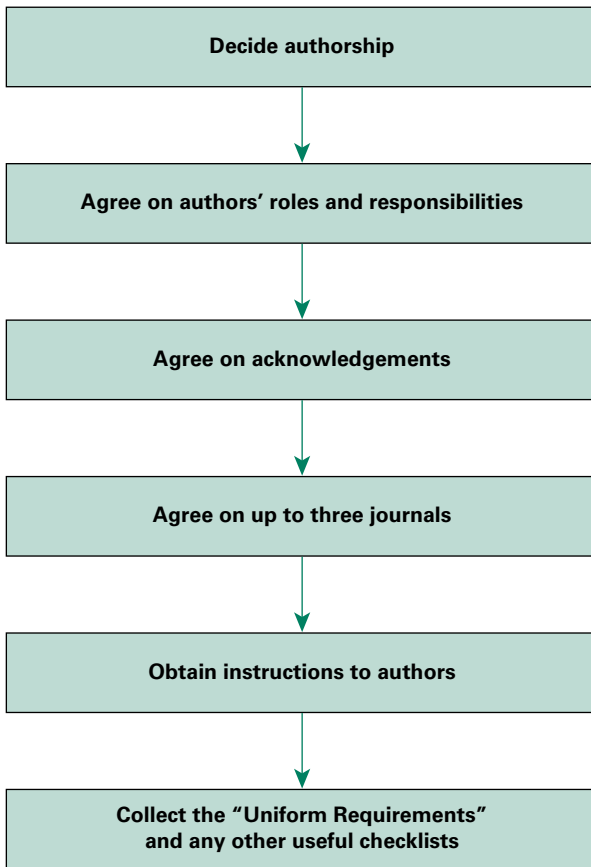 Decide authorship
Agree on authors’ roles and responsibilities
Agree on acknowledgements
Agree on up to three journals
Obtain instructions to authors
Collect the “Uniform Requirements”
and any other useful checklists